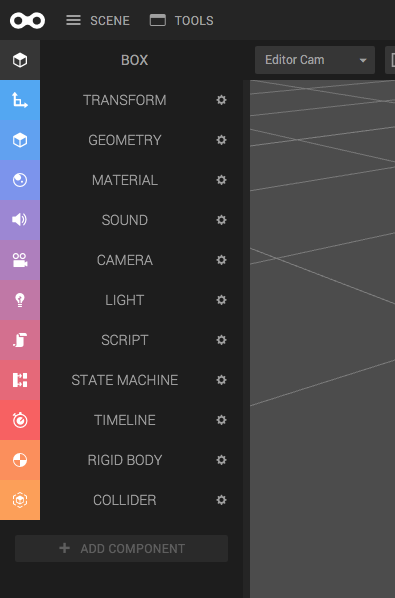 SCENE TOOLS
BOX
Editor Cam
TRANSFORM
GEOMETRY
MATERIAL
SOUND
CAMERA
LIGHT
SCRIPT
STATE MACHINE
TIMELINE
RIGID BODY
COLLIDER
+ ADD COMPONENT